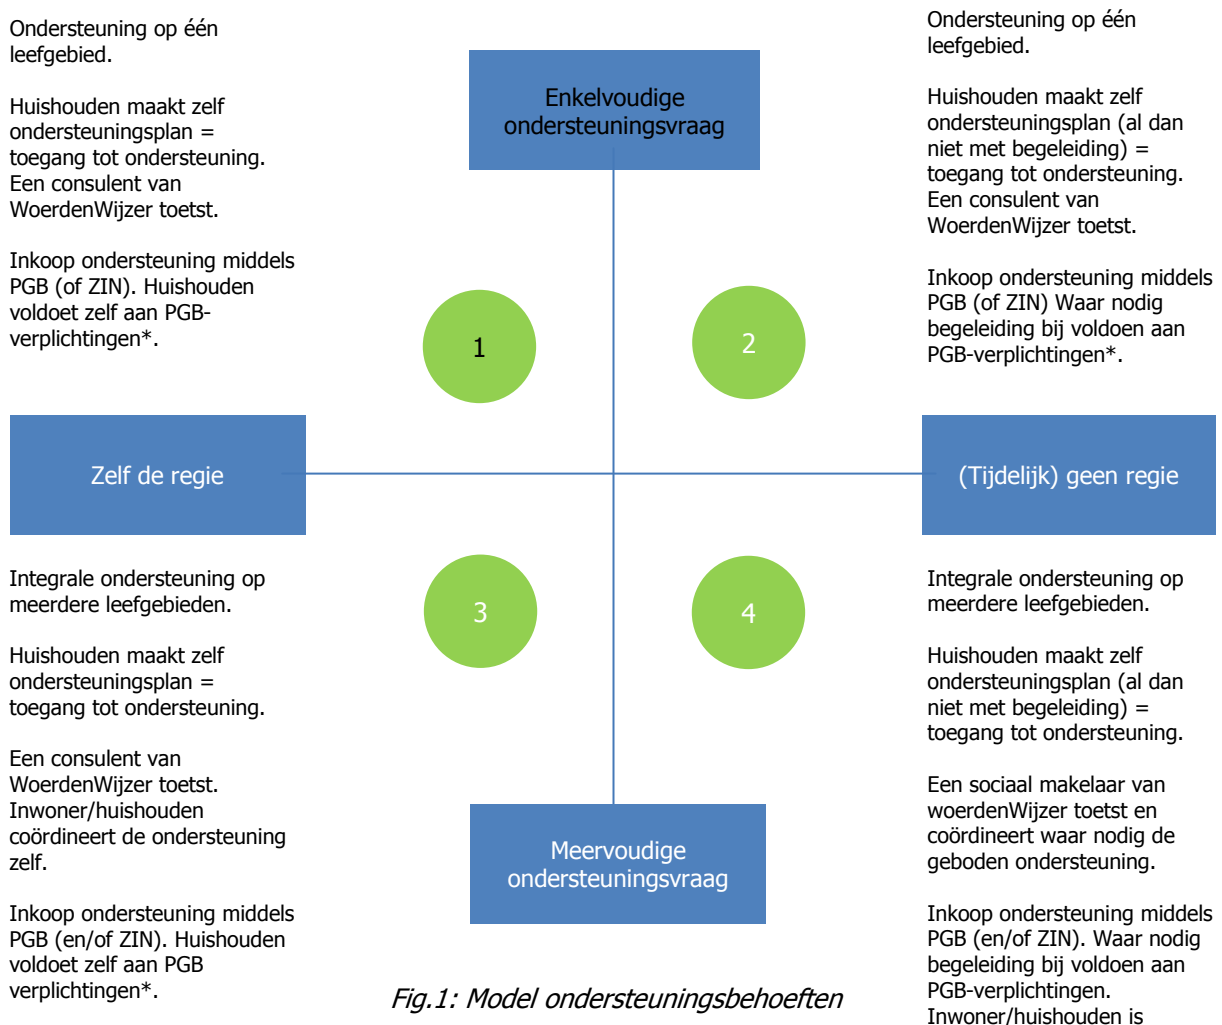 Ondersteuning op één
leefgebied.
Huishouden maakt zelf
ondersteuningsplan =
toegang tot ondersteuning.
Een consulent van
WoerdenWijzer toetst.
Inkoop ondersteuning middels
PGB (of ZIN). Huishouden
voldoet zelf aan PGB-
verplichtingen*.
Enkelvoudige
ondersteuningsvraag
Ondersteuning op één
leefgebied.
Huishouden maakt zelf
ondersteuningsplan (al dan
niet met begeleiding) =
toegang tot ondersteuning.
Een consulent van
WoerdenWijzer toetst.
Inkoop ondersteuning middels
PGB (of ZIN) Waar nodig
begeleiding bij voldoen aan
PGB-verplichtingen*.
1
2
Zelf de regie
(Tijdelijk) geen regie
3
4
Integrale ondersteuning op
meerdere leefgebieden.
Huishouden maakt zelf
ondersteuningsplan =
toegang tot ondersteuning.
Een consulent van
WoerdenWijzer toetst.
Inwoner/huishouden
coördineert de ondersteuning
zelf.
Inkoop ondersteuning middels
PGB (en/of ZIN). Huishouden
voldoet zelf aan PGB
verplichtingen*.
Meervoudige
ondersteuningsvraag
Integrale ondersteuning op
meerdere leefgebieden.
Huishouden maakt zelf
ondersteuningsplan (al dan
niet met begeleiding) =
toegang tot ondersteuning.
Een sociaal makelaar van
woerdenWijzer toetst en
coördineert waar nodig de
geboden ondersteuning.
Inkoop ondersteuning middels
PGB (en/of ZIN). Waar nodig
begeleiding bij voldoen aan
PGB-verplichtingen.
Inwoner/huishouden is
Fig.1: Model ondersteuningsbehoeften